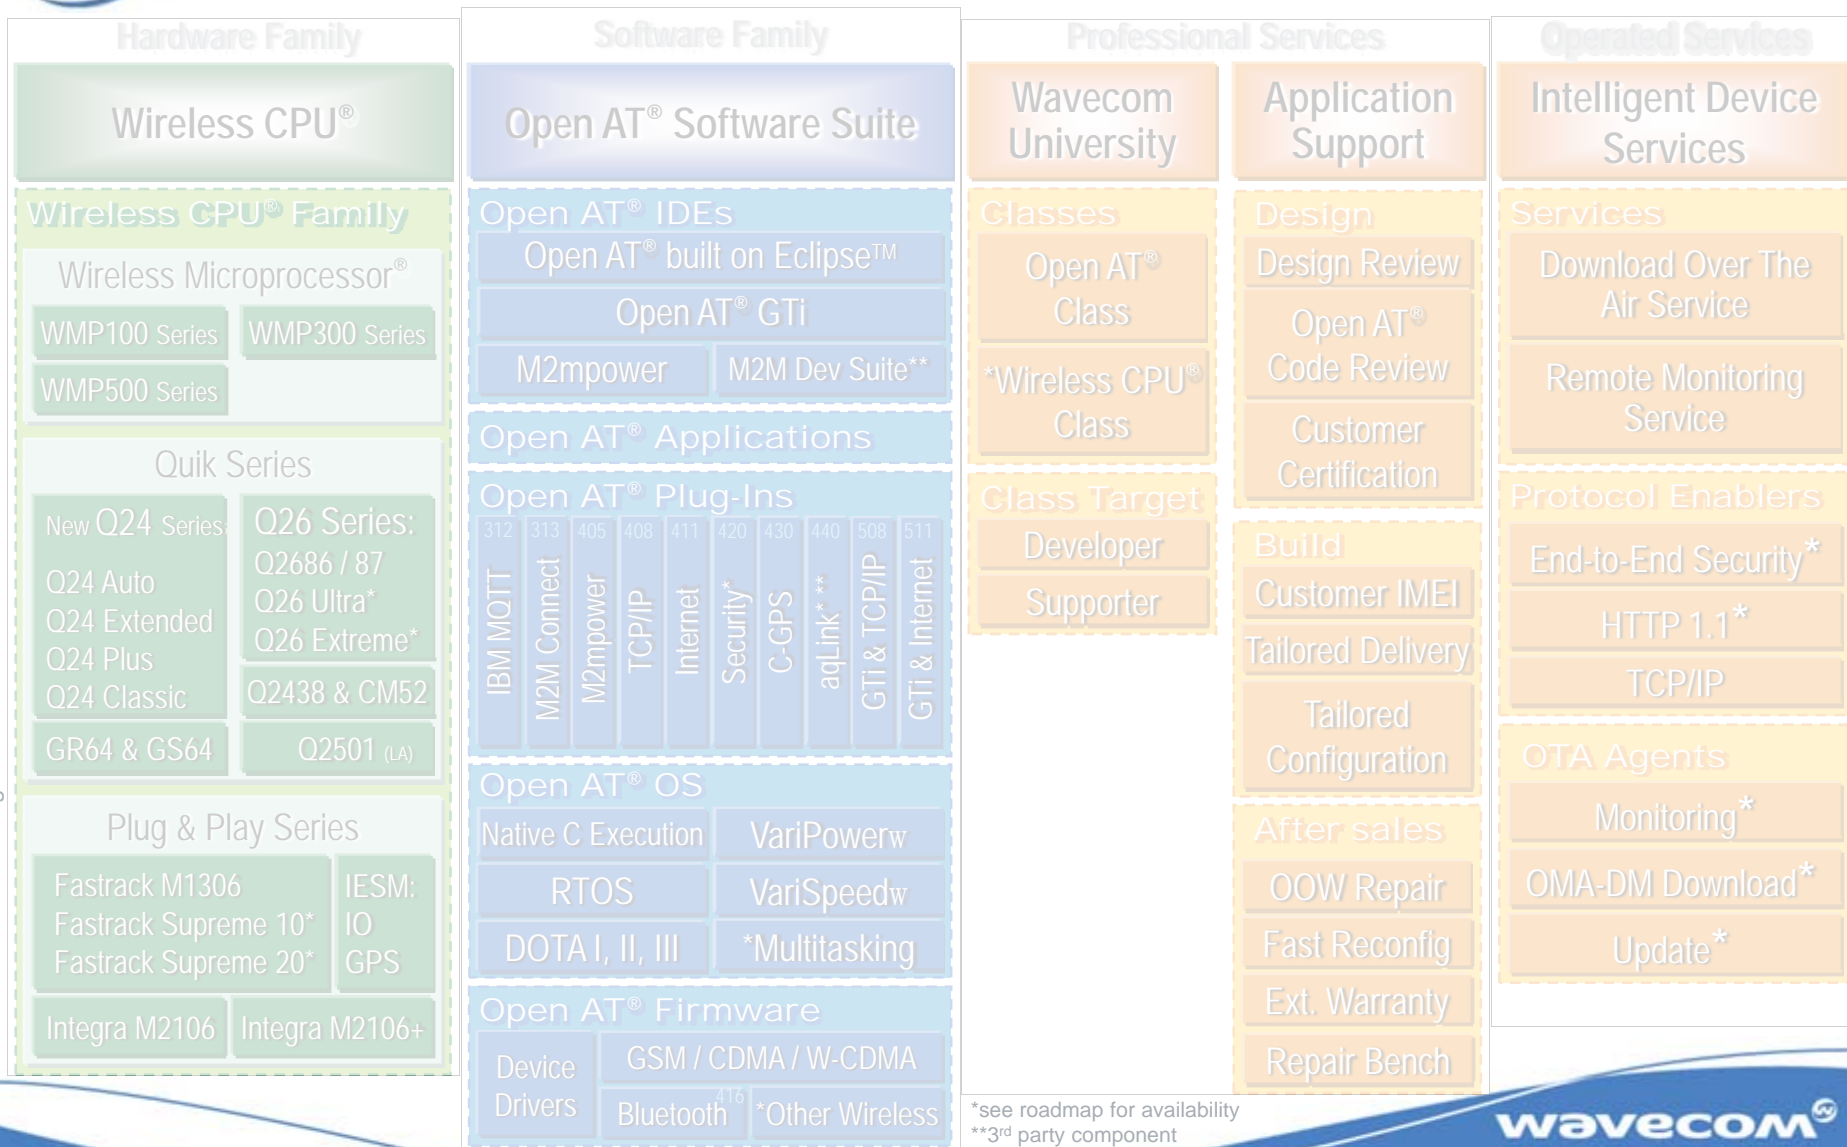 Hardware Family
Wireless CPU®
Wireless CPU® Family
Wireless Microprocessor®
WMP100 Series
WMP300 Series
WMP500 Series
Quik Series
New Q24 Series:
Q24 Auto
Q24 Extended
Q24 Plus
Q24 Classic
Q26 Series:
Q2686 / 87
Q26 Ultra*
Q26 Extreme*
Q2438 & CM52
GR64 & GS64
Q2501 (LA)
Plug & Play Series
Fastrack M1306
Fastrack Supreme 10*
Fastrack Supreme 20*
IESM:
IO
GPS
Integra M2106
Integra M2106+
Software Family
Open AT® Software Suite
Open AT® IDEs
Open AT® built on Eclipse™
Open AT® GTi
M2mpower
M2M Dev Suite**
Open AT® Applications
Open AT® Plug-Ins
312
IBM MQTT
313
M2M Connect
405
M2mpower
408
TCP/IP
411
Internet
420
Security*
430
C-GPS
440
aqLink* **
508
GTi & TCP/IP
511
GTi & Internet
Open AT® OS
Native C Execution
VariPowerw
RTOS
VariSpeedw
DOTA I, II, III
*Multitasking
Open AT® Firmware
Device
Drivers
GSM / CDMA / W-CDMA
Bluetooth 416
*Other Wireless
Professional Services
Wavecom
University
Classes
Open AT®
Class
*Wireless CPU®
Class
Class Target
Developer
Supporter
Application
Support
Design
Design Review
Open AT®
Code Review
Customer
Certification
Build
Customer IMEI
Tailored Delivery
Tailored
Configuration
After sales
OOW Repair
Fast Reconfig
Ext. Warranty
Repair Bench
Operated Services
Intelligent Device
Services
Services
Download Over The
Air Service
Remote Monitoring
Service
Protocol Enablers
End-to-End Security*
HTTP 1.1*
TCP/IP
OTA Agents
Monitoring*
OMA-DM Download*
Update*
*see roadmap for availability
**3rd party component
wavecom